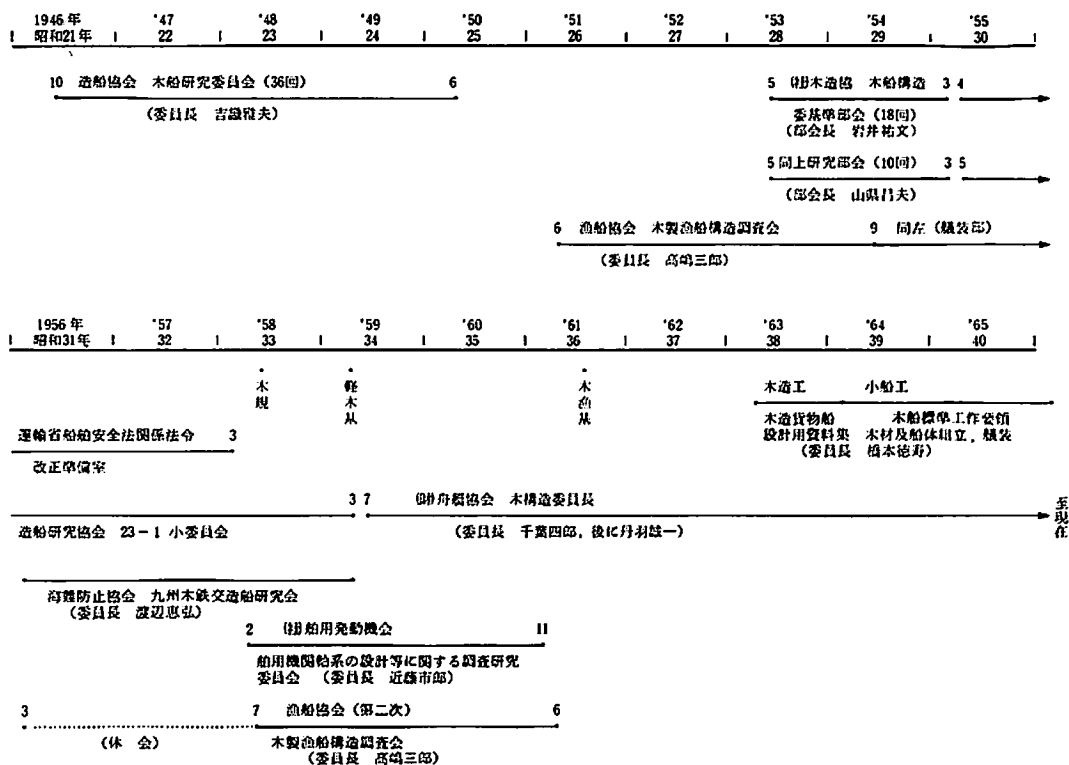 1946年 '47 '48 '49 '50 '51 '52 '53 '54 '55
昭和21年 22 23 24 25 26 27 28 29 30
10 造船協会 木船研究委員会(36回) 6
(委員長 吉識雅夫)
5 (社)木造協 木船構造 3 4
委基準部会(18回)
(部会長 岩井祐文)
5 同上研究部会(10回) 3 5
(部会長 山県昌夫)
6 漁船協会 木製漁船構造調査会 9 同左(艤装部)
(委員長 高嶋三郎)
1956年 '57 '58 '59 '60 '61 '62 '63 '64 '65
昭和31年 32 33 34 35 36 37 38 39 40
木規
軽木基
木漁基
木造工 小船工
木造貨物船 木船標準工作要領
設計用資料集 木材及船体組立,艤装
(委員長 橋本徳寿)
運輸省船舶安全法関係法令 3
改正準備室
3 7 (財)舟艇協会 木構造委員長
造船研究協会 23-1 小委員会 (委員長 千葉四郎,後に丹羽誠一)
至現在
海難防止協会 九州木鉄交造船研究会
(委員長 渡辺恵弘)
2 (社)舶用発動機会 11
舶用機関軸系の設計等に関する調査研究
委員会 (委員長 近藤市郎)
3 7 漁船協会(第二次) 6
(休 会) 木製漁船構造調査会
(委員長 高嶋三郎)